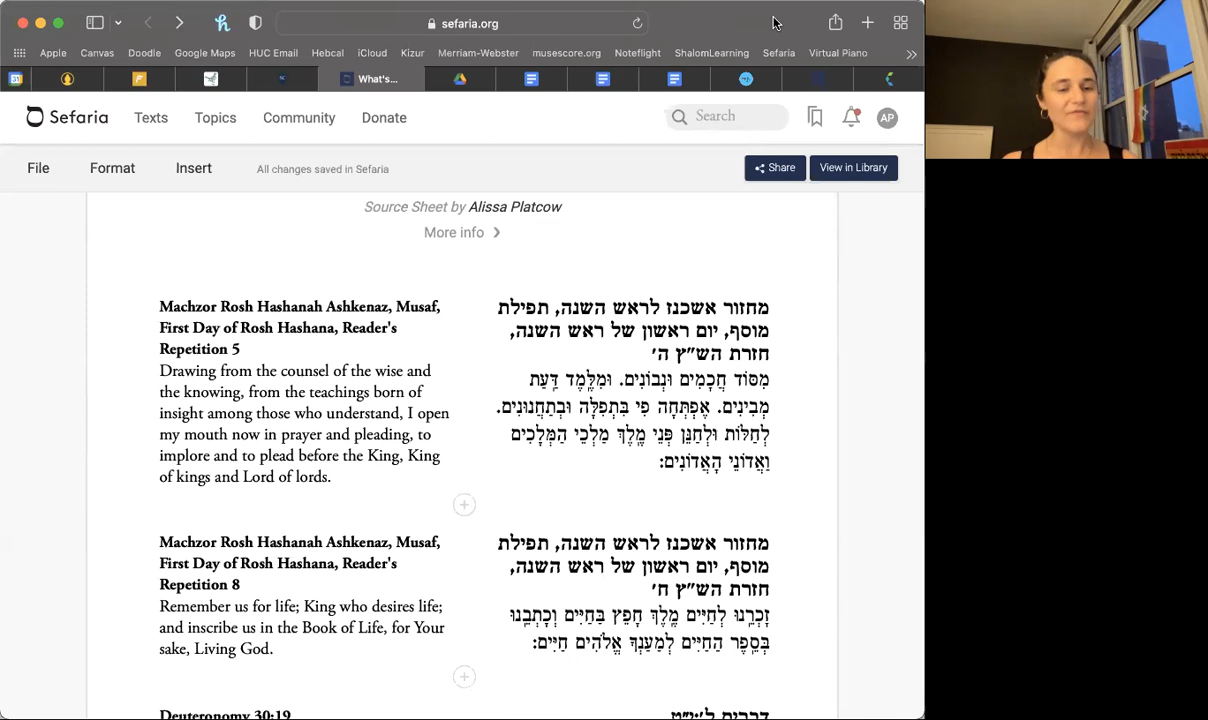 sefaria.org
Apple Canvas Doodle Google Maps HUC Email Hebcal iCloud Kizur Merriam-Webster musescore.org Noteflight ShalomLearning Sefaria Virtual Piano
What's...
Sefaria Texts Topics Community Donate Search AP
File Format Insert All changes saved in Sefaria Share View in Library
Source Sheet by Alissa Platcow
More info
Machzor Rosh Hashanah Ashkenaz, Musaf,
First Day of Rosh Hashana, Reader's
Repetition 5
Drawing from the counsel of the wise and
the knowing, from the teachings born of
insight among those who understand, I open
my mouth now in prayer and pleading, to
implore and to plead before the King, King
of kings and Lord of lords.
מחזור אשכנז לראש השנה, תפילת
מוסף, יום ראשון של ראש השנה,
חזרת הש״ץ ה׳
מִסּוֹד חֲכָמִים וּנְבוֹנִים. וּמִלֶּֽמֶד דַּֽעַת
מְבִינִים. אֶפְתְּחָה פִי בִּתְפִלָּה וּבְתַחֲנוּנִים.
לְחַלּוֹת וּלְחַנֵּן פְּנֵי מֶֽלֶךְ מַלְכֵי הַמְּלָכִים
וַאֲדוֹנֵי הָאֲדוֹנִים:
Machzor Rosh Hashanah Ashkenaz, Musaf,
First Day of Rosh Hashana, Reader's
Repetition 8
Remember us for life; King who desires life;
and inscribe us in the Book of Life, for Your
sake, Living God.
מחזור אשכנז לראש השנה, תפילת
מוסף, יום ראשון של ראש השנה,
חזרת הש״ץ ח׳
זָכְרֵֽנוּ לְחַיִּים מֶֽלֶךְ חָפֵץ בַּחַיִּים וְכָתְבֵֽנוּ
בְּסֵֽפֶר הַחַיִּים לְמַעַנְךָ אֱלֹהִים חַיִּים:
Deuteronomy 30:19
דברים ל׳:י״ט